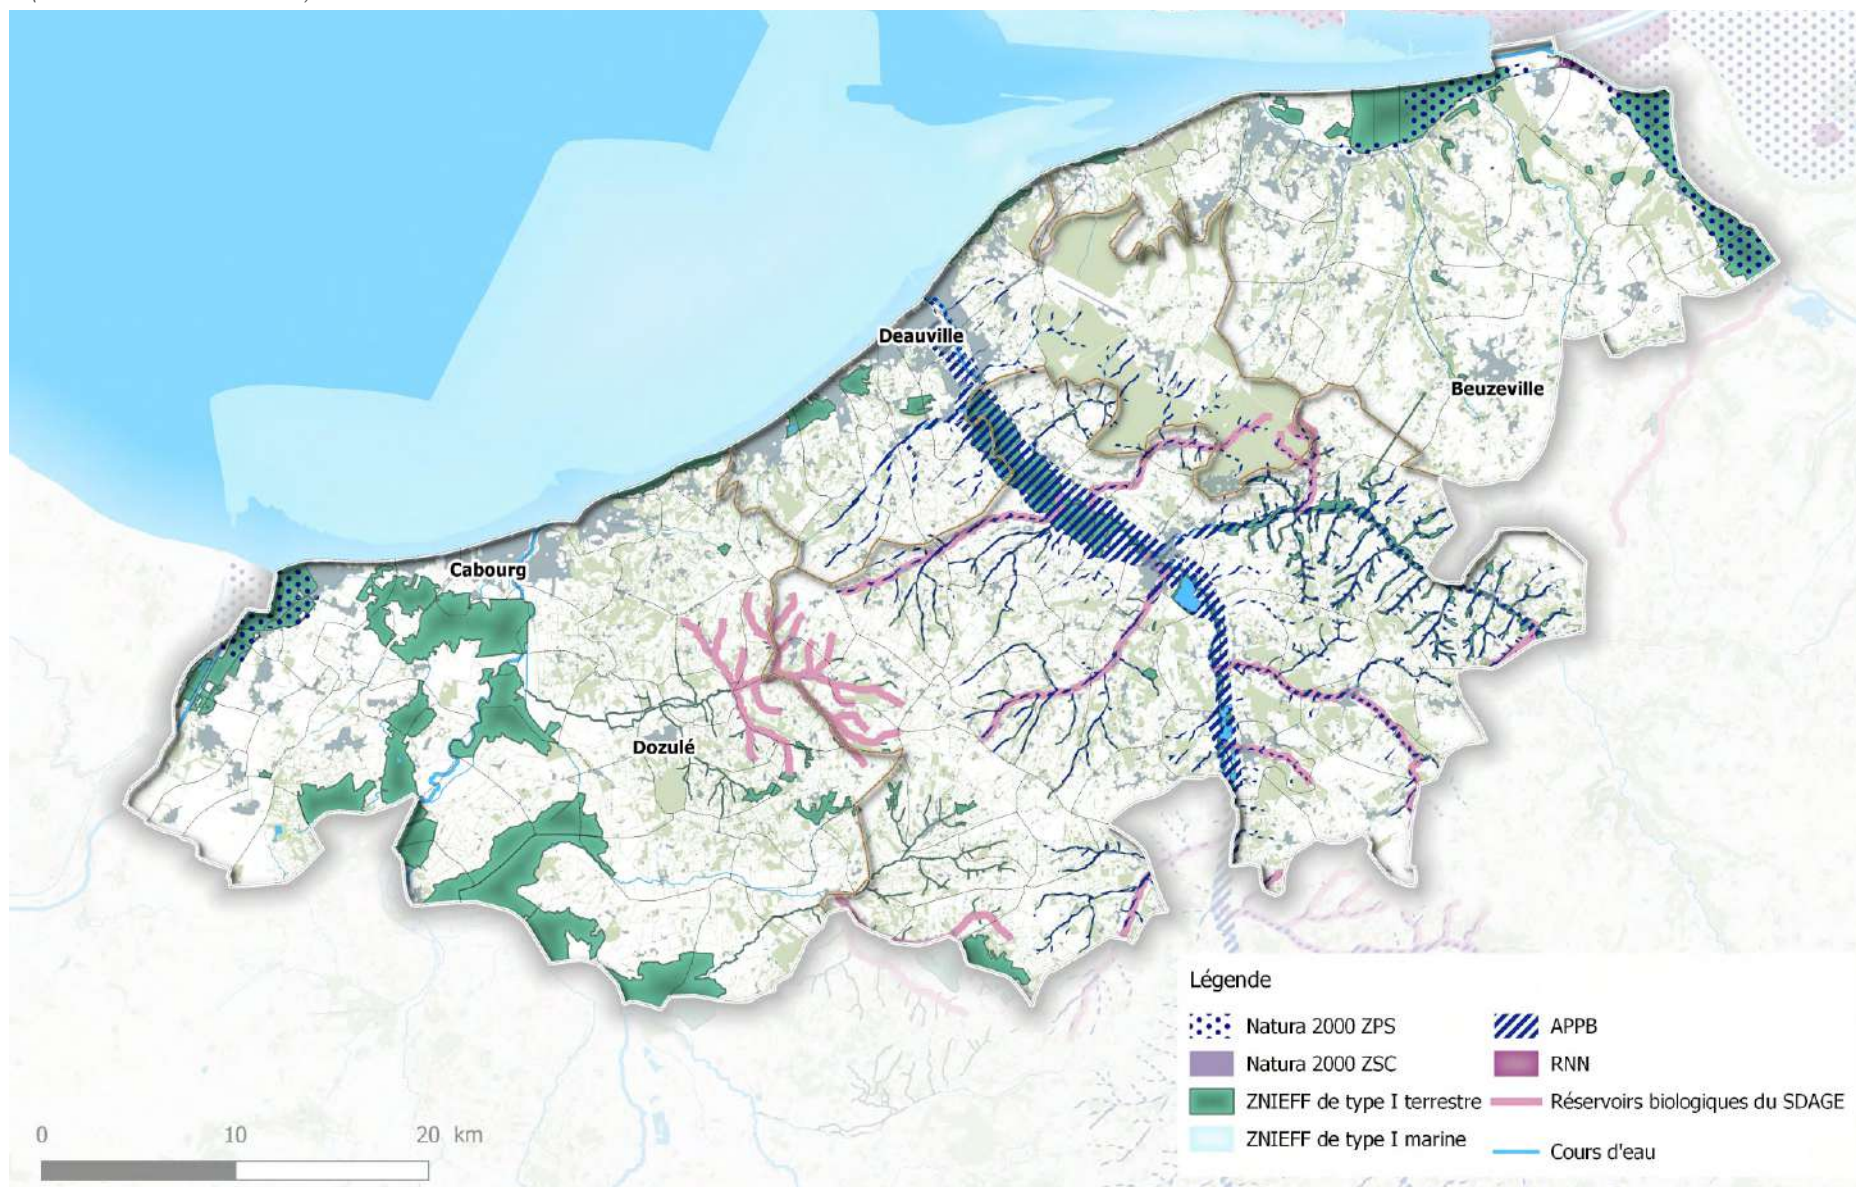 Deauville
Beuzeville
Cabourg
Dozulé
Légende
Natura 2000 ZPS
APPB
Natura 2000 ZSC
RNN
ZNIEFF de type I terrestre
Réservoirs biologiques du SDAGE
ZNIEFF de type I marine
Cours d'eau
0 10 20 km